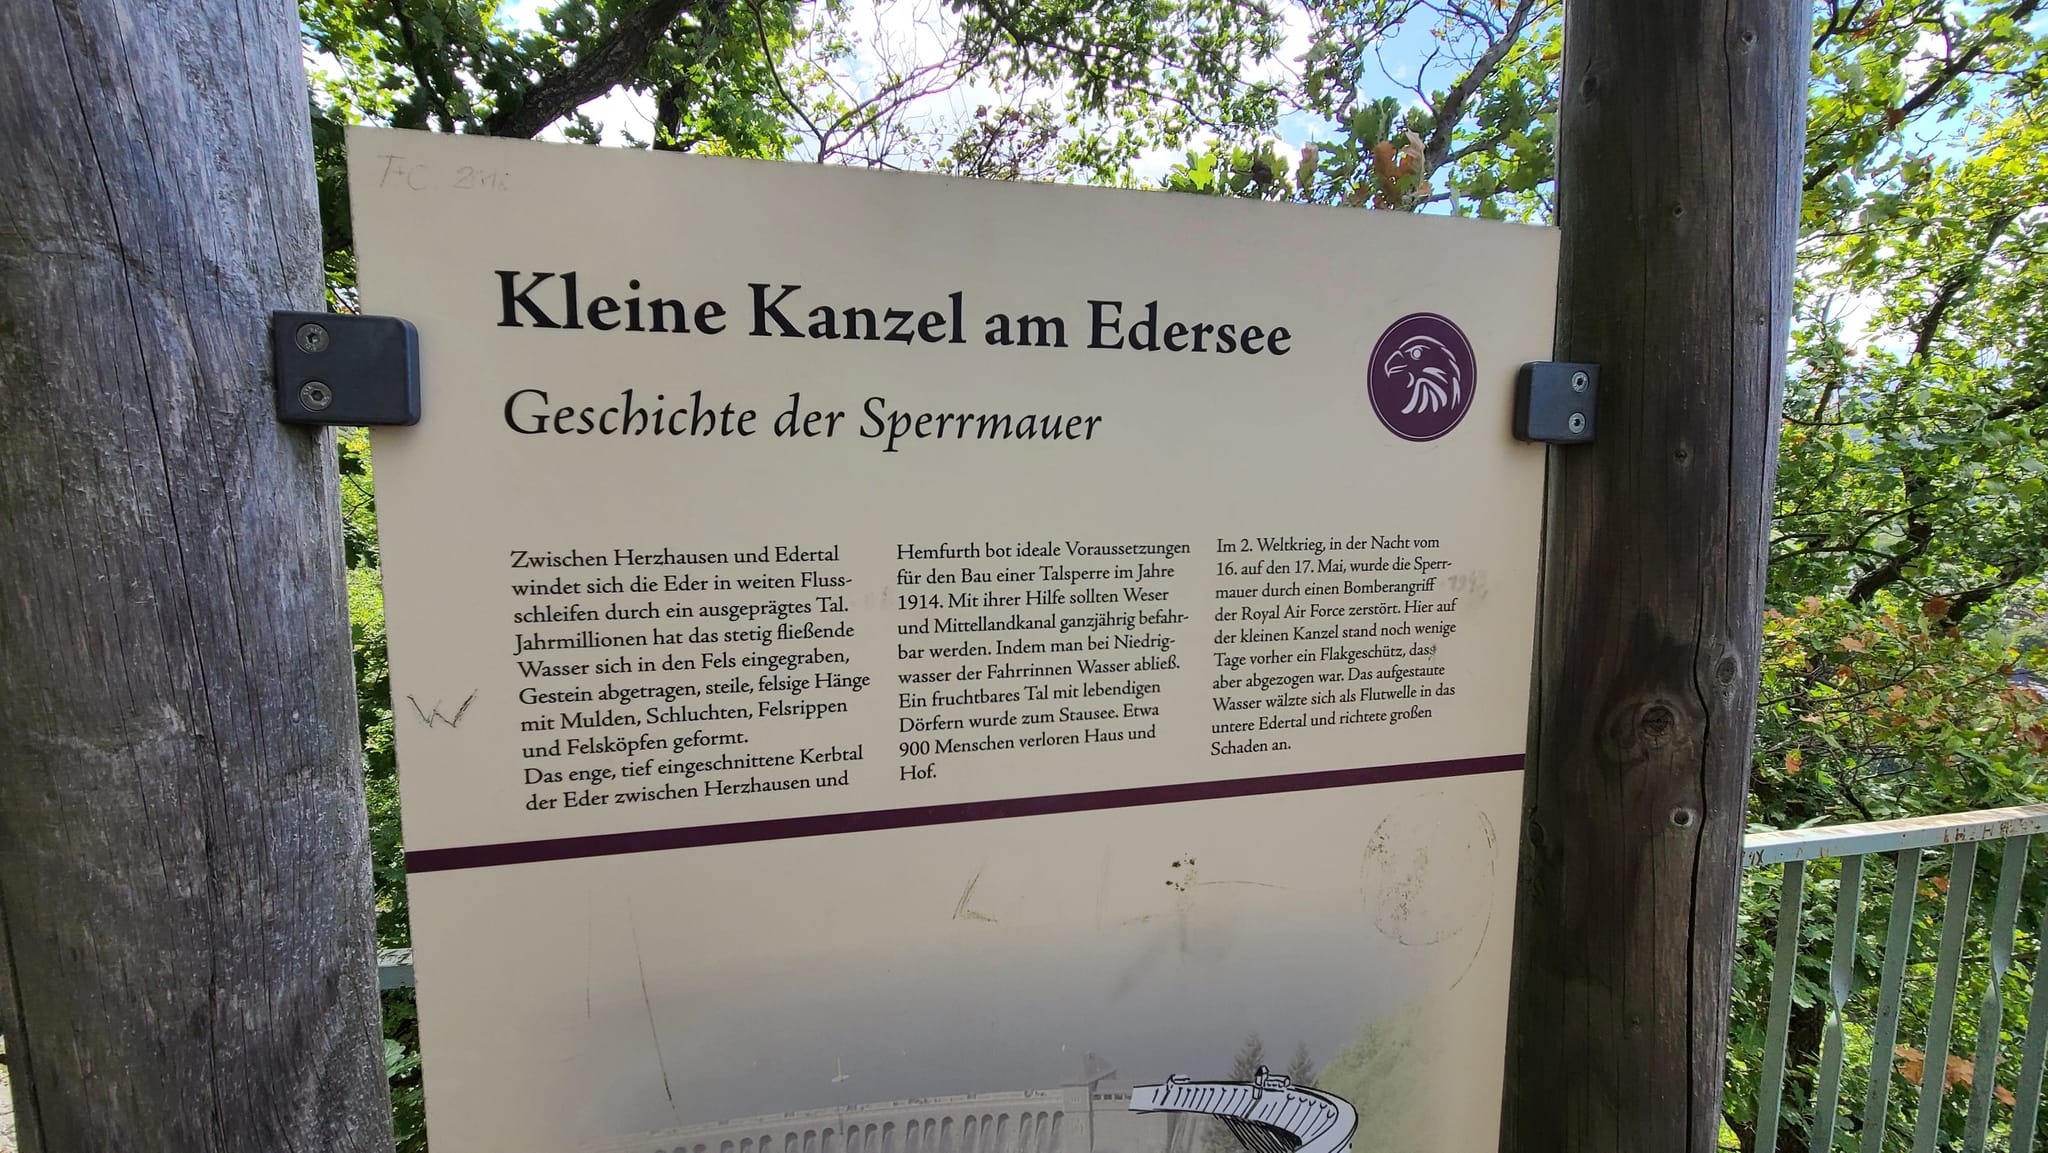 T+C. 2018
Kleine Kanzel am Edersee
Geschichte der Sperrmauer
Zwischen Herzhausen und Edertal
windet sich die Eder in weiten Fluss-
schleifen durch ein ausgeprägtes Tal.
Jahrmillionen hat das stetig fließende
Wasser sich in den Fels eingegraben,
Gestein abgetragen, steile, felsige Hänge
mit Mulden, Schluchten, Felsrippen
und Felsköpfen geformt.
Das enge, tief eingeschnittene Kerbtal
der Eder zwischen Herzhausen und
Hemfurth bot ideale Voraussetzungen
für den Bau einer Talsperre im Jahre
1914. Mit ihrer Hilfe sollten Weser
und Mittellandkanal ganzjährig befahr-
bar werden. Indem man bei Niedrig-
wasser der Fahrrinnen Wasser abließ.
Ein fruchtbares Tal mit lebendigen
Dörfern wurde zum Stausee. Etwa
900 Menschen verloren Haus und
Hof.
Im 2. Weltkrieg, in der Nacht vom
16. auf den 17. Mai, wurde die Sperr-
mauer durch einen Bomberangriff
der Royal Air Force zerstört. Hier auf
der kleinen Kanzel stand noch wenige
Tage vorher ein Flakgeschütz, dass
aber abgezogen war. Das aufgestaute
Wasser wälzte sich als Flutwelle in das
untere Edertal und richtete großen
Schaden an.
1943
W